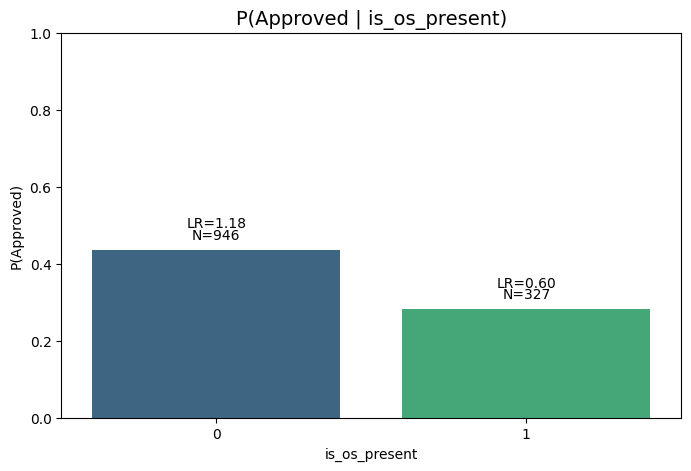 P(Approved | is_os_present)
1.0
0.8
0.6
0.4
0.2
0.0
P(Approved)
LR=1.18
N=946
LR=0.60
N=327
0
1
is_os_present